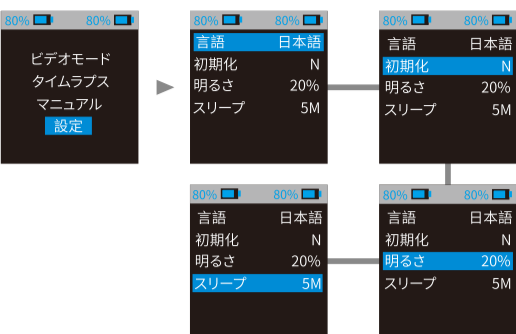 80% 80%
ビデオモード
タイムラプス
マニュアル
設定
80% 80%
言語 日本語
初期化 N
明るさ 20%
スリープ 5M
80% 80%
言語 日本語
初期化 N
明るさ 20%
スリープ 5M
80% 80%
言語 日本語
初期化 N
明るさ 20%
スリープ 5M
80% 80%
言語 日本語
初期化 N
明るさ 20%
スリープ 5M